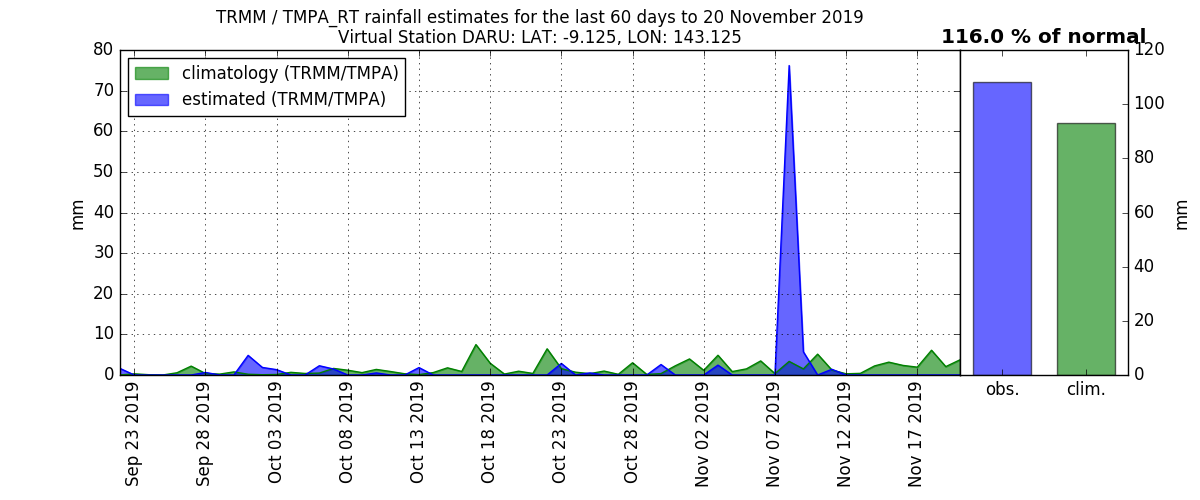 TRMM / TMPA_RT rainfall estimates for the last 60 days to 20 November 2019
Virtual Station DARU: LAT: -9.125, LON: 143.125
116.0 % of normal
climatology (TRMM/TMPA)
estimated (TRMM/TMPA)
80
70
60
50
40
30
20
10
0
mm
Sep 23 2019
Sep 28 2019
Oct 03 2019
Oct 08 2019
Oct 13 2019
Oct 18 2019
Oct 23 2019
Oct 28 2019
Nov 02 2019
Nov 07 2019
Nov 12 2019
Nov 17 2019
120
100
80
60
40
20
0
mm
obs.
clim.